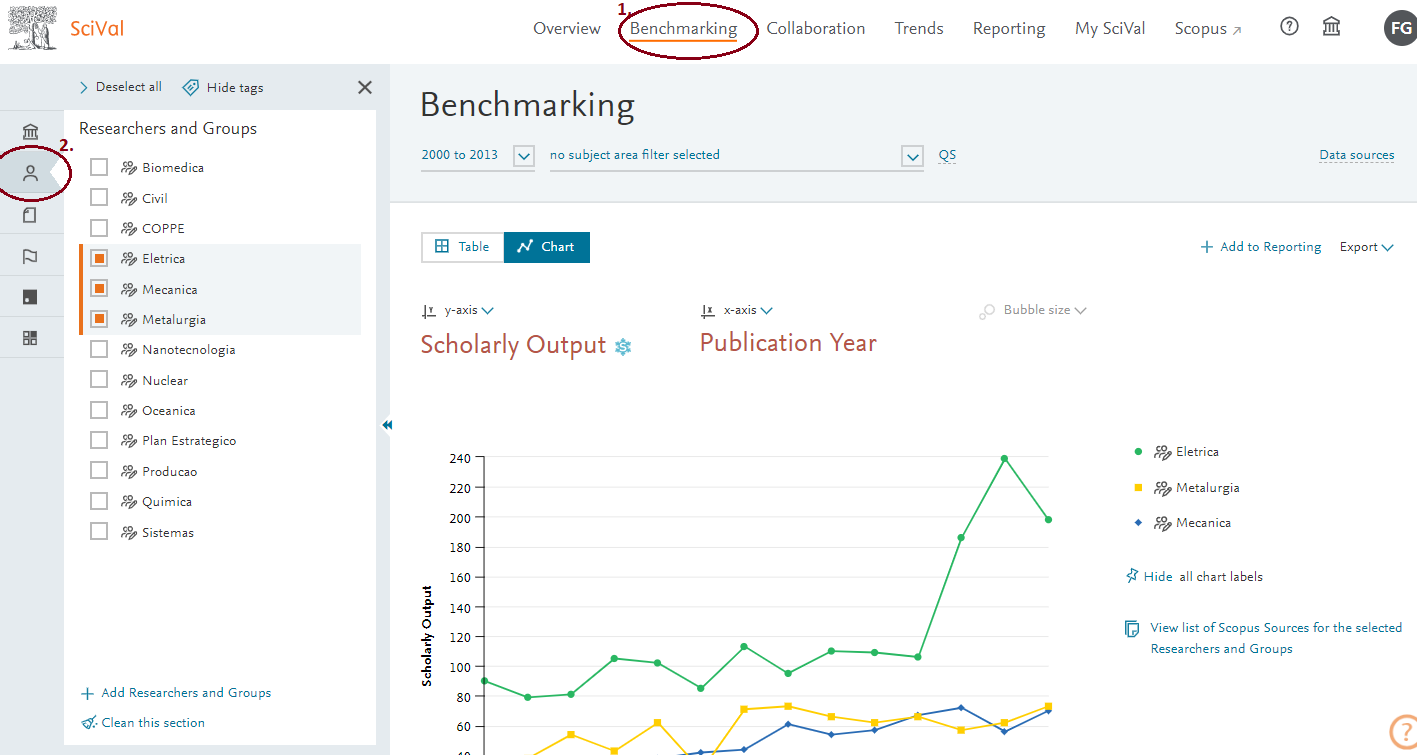 SciVal
1.
Overview
Benchmarking
Collaboration
Trends
Reporting
My SciVal
Scopus
?
FG
Deselect all
Hide tags
Researchers and Groups
2.
Biomedica
Civil
COPPE
Eletrica
Mecanica
Metalurgia
Nanotecnologia
Nuclear
Oceanica
Plan Estrategico
Producao
Quimica
Sistemas
Add Researchers and Groups
Clean this section
Benchmarking
2000 to 2013
no subject area filter selected
QS
Data sources
Table
Chart
+ Add to Reporting
Export
Y
y-axis
Scholarly Output
X
x-axis
Publication Year
Bubble size
Scholarly Output
240
220
200
180
160
140
120
100
80
60
40
Eletrica
Metalurgia
Mecanica
Hide all chart labels
View list of Scopus Sources for the selected
Researchers and Groups
?